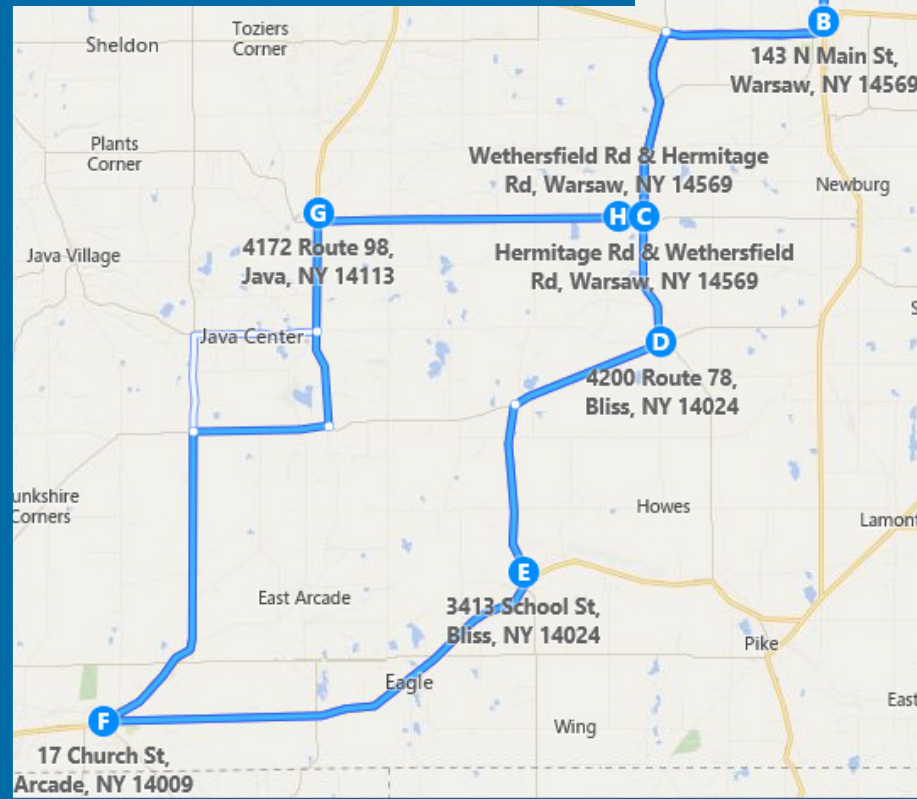 B
143 N Main St,
Warsaw, NY 14569
Toziers
Corner
Sheldon
Plants
Corner
Wethersfield Rd & Hermitage
Rd, Warsaw, NY 14569
Newburg
G
H
C
4172 Route 98,
Java, NY 14113
Hermitage Rd & Wethersfield
Rd, Warsaw, NY 14569
Java Village
Java Center
D
4200 Route 78,
Bliss, NY 14024
unkshire
Corners
Howes
Lamont
E
3413 School St,
Bliss, NY 14024
East Arcade
Pike
Eagle
East
F
Wing
17 Church St,
Arcade, NY 14009